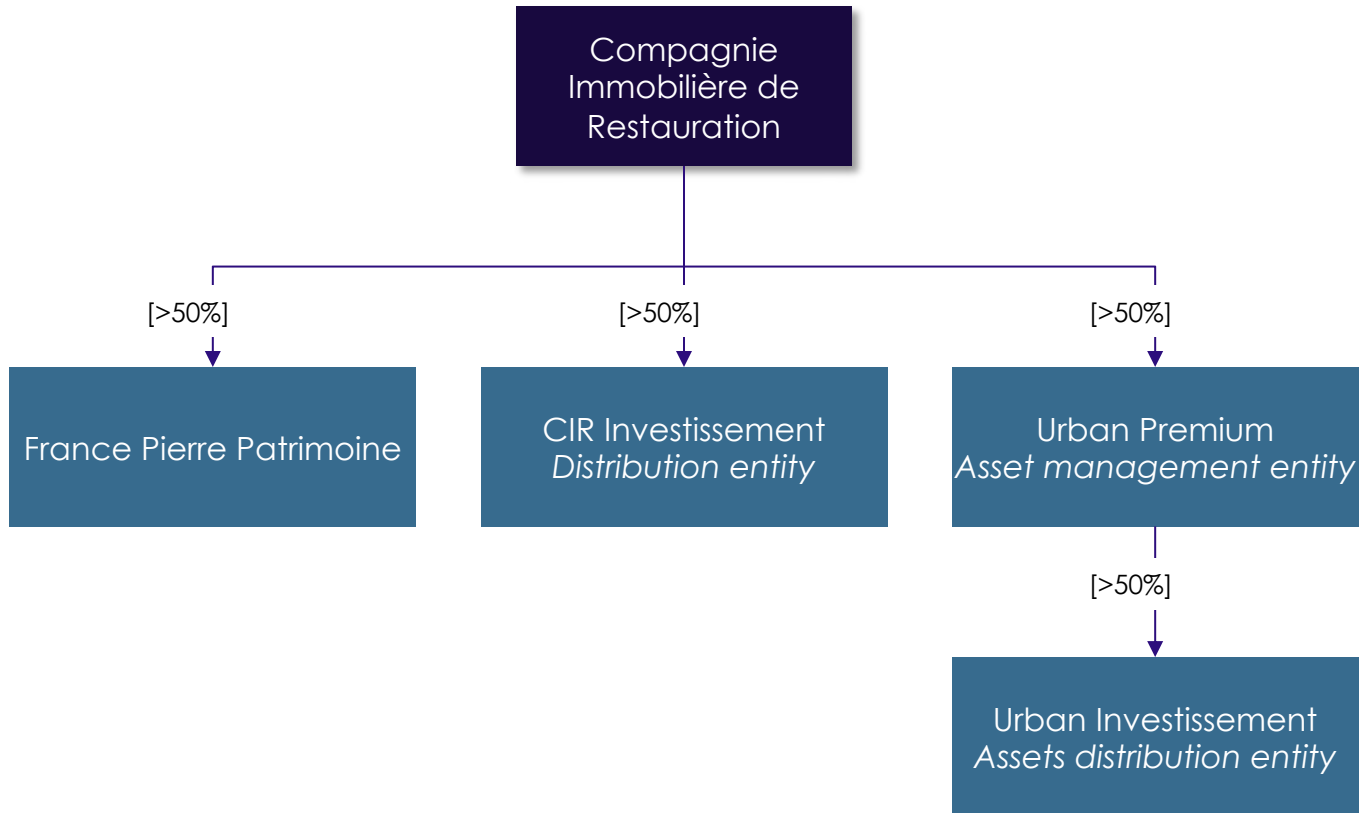 Compagnie
Immobilière de
Restauration
[>50%]
[>50%]
[>50%]
France Pierre Patrimoine
CIR Investissement
Distribution entity
Urban Premium
Asset management entity
[>50%]
Urban Investissement
Assets distribution entity